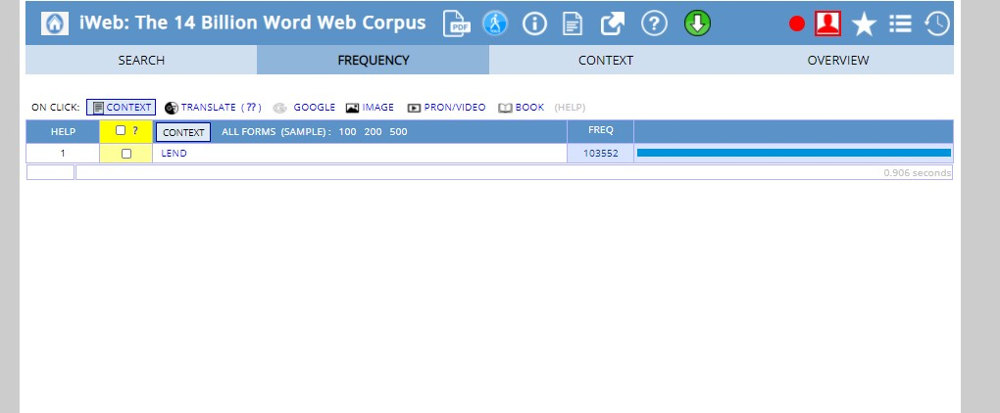 iWeb: The 14 Billion Word Web Corpus PDF
SEARCH FREQUENCY CONTEXT OVERVIEW
ON CLICK: CONTEXT TRANSLATE (??) GOOGLE IMAGE PRON/VIDEO BOOK (HELP)
HELP ? CONTEXT ALL FORMS (SAMPLE): 100 200 500 FREQ
1 LEND 103552
0.906 seconds